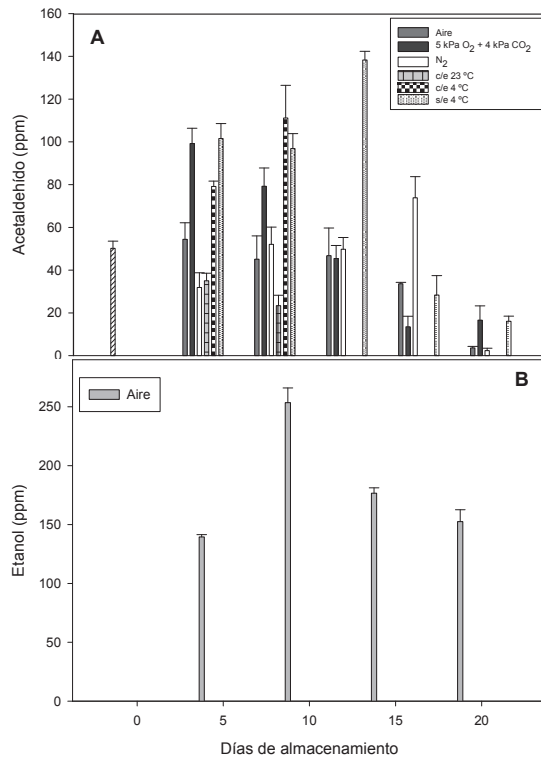 A
Aire
5 kPa O₂ + 4 kPa CO₂
N₂
c/e 23 ºC
c/e 4 ºC
s/e 4 ºC
160
140
120
100
80
60
40
20
0
Acetaldehído (ppm)
B
Aire
250
200
150
100
50
0
Etanol (ppm)
0 5 10 15 20
Días de almacenamiento